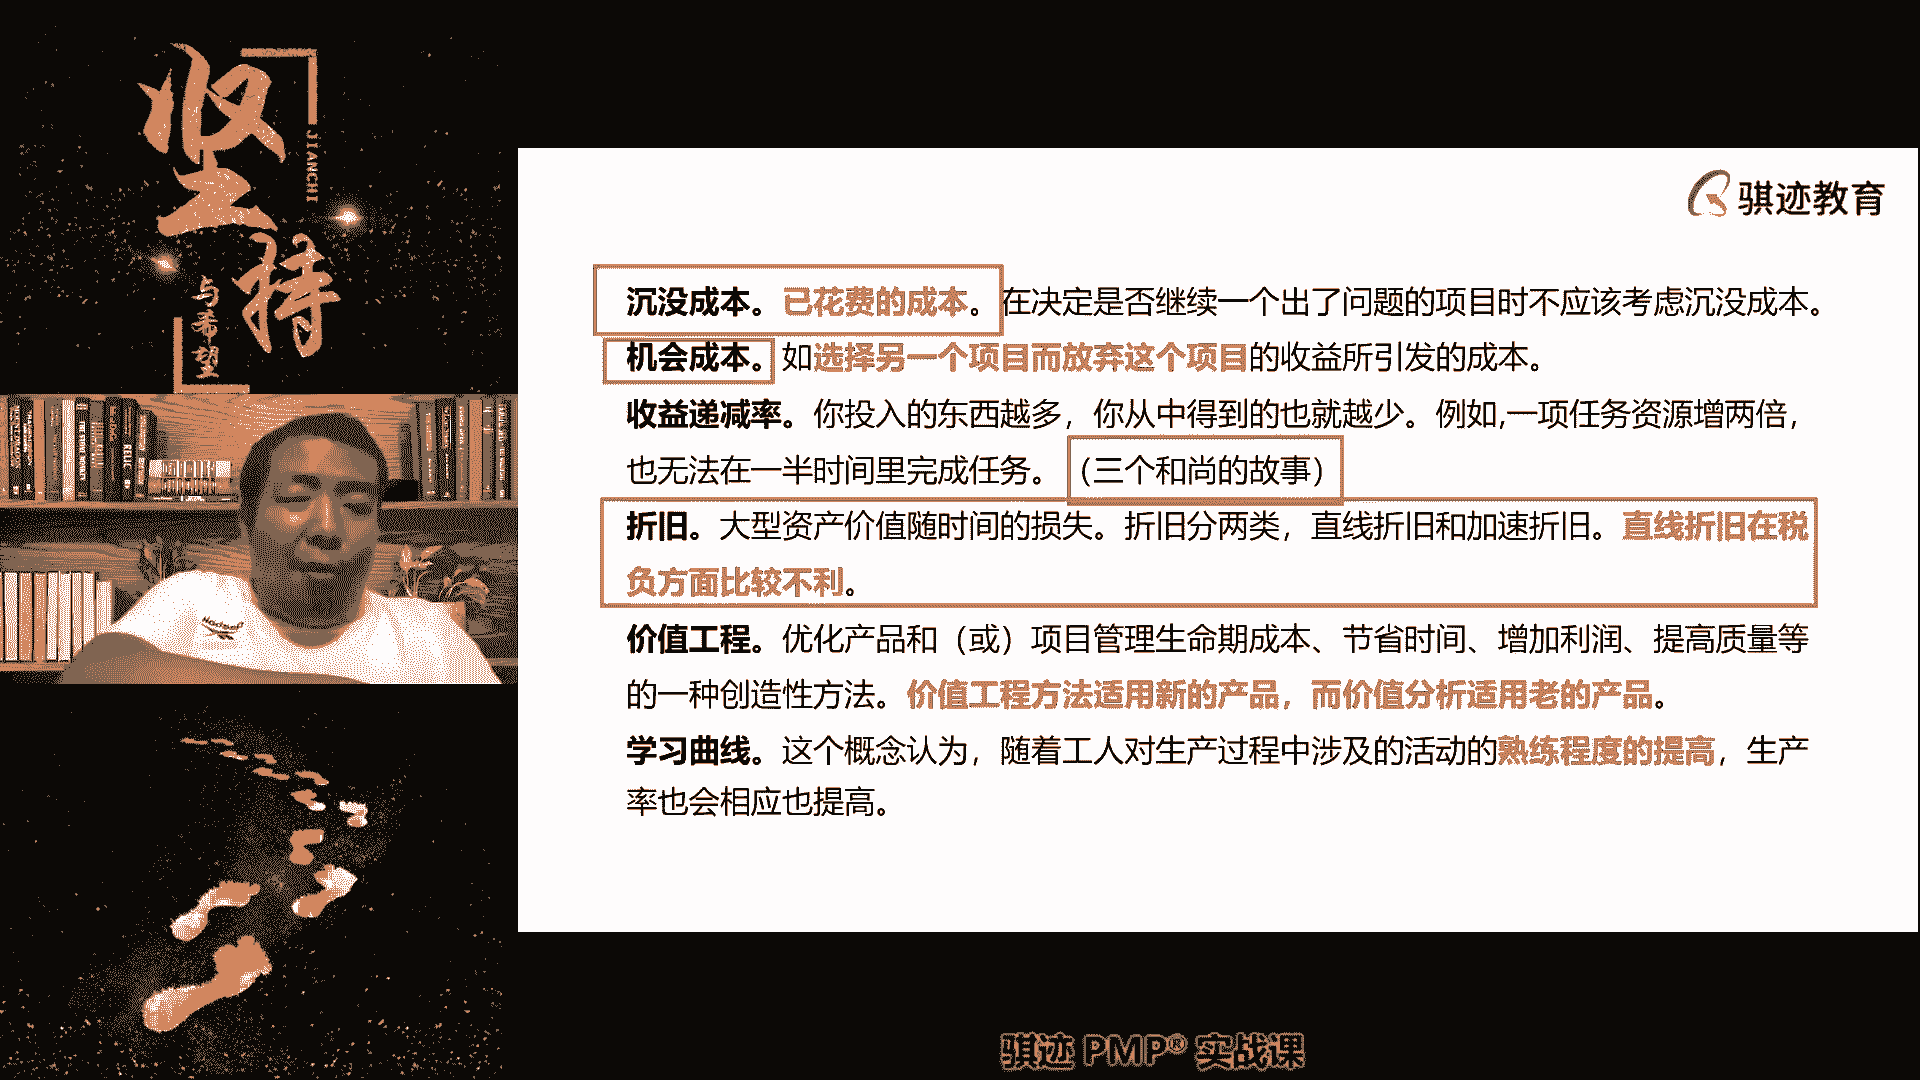 坚持
JIANCHI
与希望
骐迹教育
沉没成本。已花费的成本。在决定是否继续一个出了问题的项目时不应该考虑沉没成本。
机会成本。如选择另一个项目而放弃这个项目的收益所引发的成本。
收益递减率。你投入的东西越多，你从中得到的也就越少。例如,一项任务资源增两倍，
也无法在一半时间里完成任务。（三个和尚的故事）
折旧。大型资产价值随时间的损失。折旧分两类，直线折旧和加速折旧。直线折旧在税
负方面比较不利。
价值工程。优化产品和（或）项目管理生命期成本、节省时间、增加利润、提高质量等
的一种创造性方法。价值工程方法适用新的产品，而价值分析适用老的产品。
学习曲线。这个概念认为，随着工人对生产过程中涉及的活动的熟练程度的提高，生产
率也会相应也提高。
骐迹 PMP® 实战课